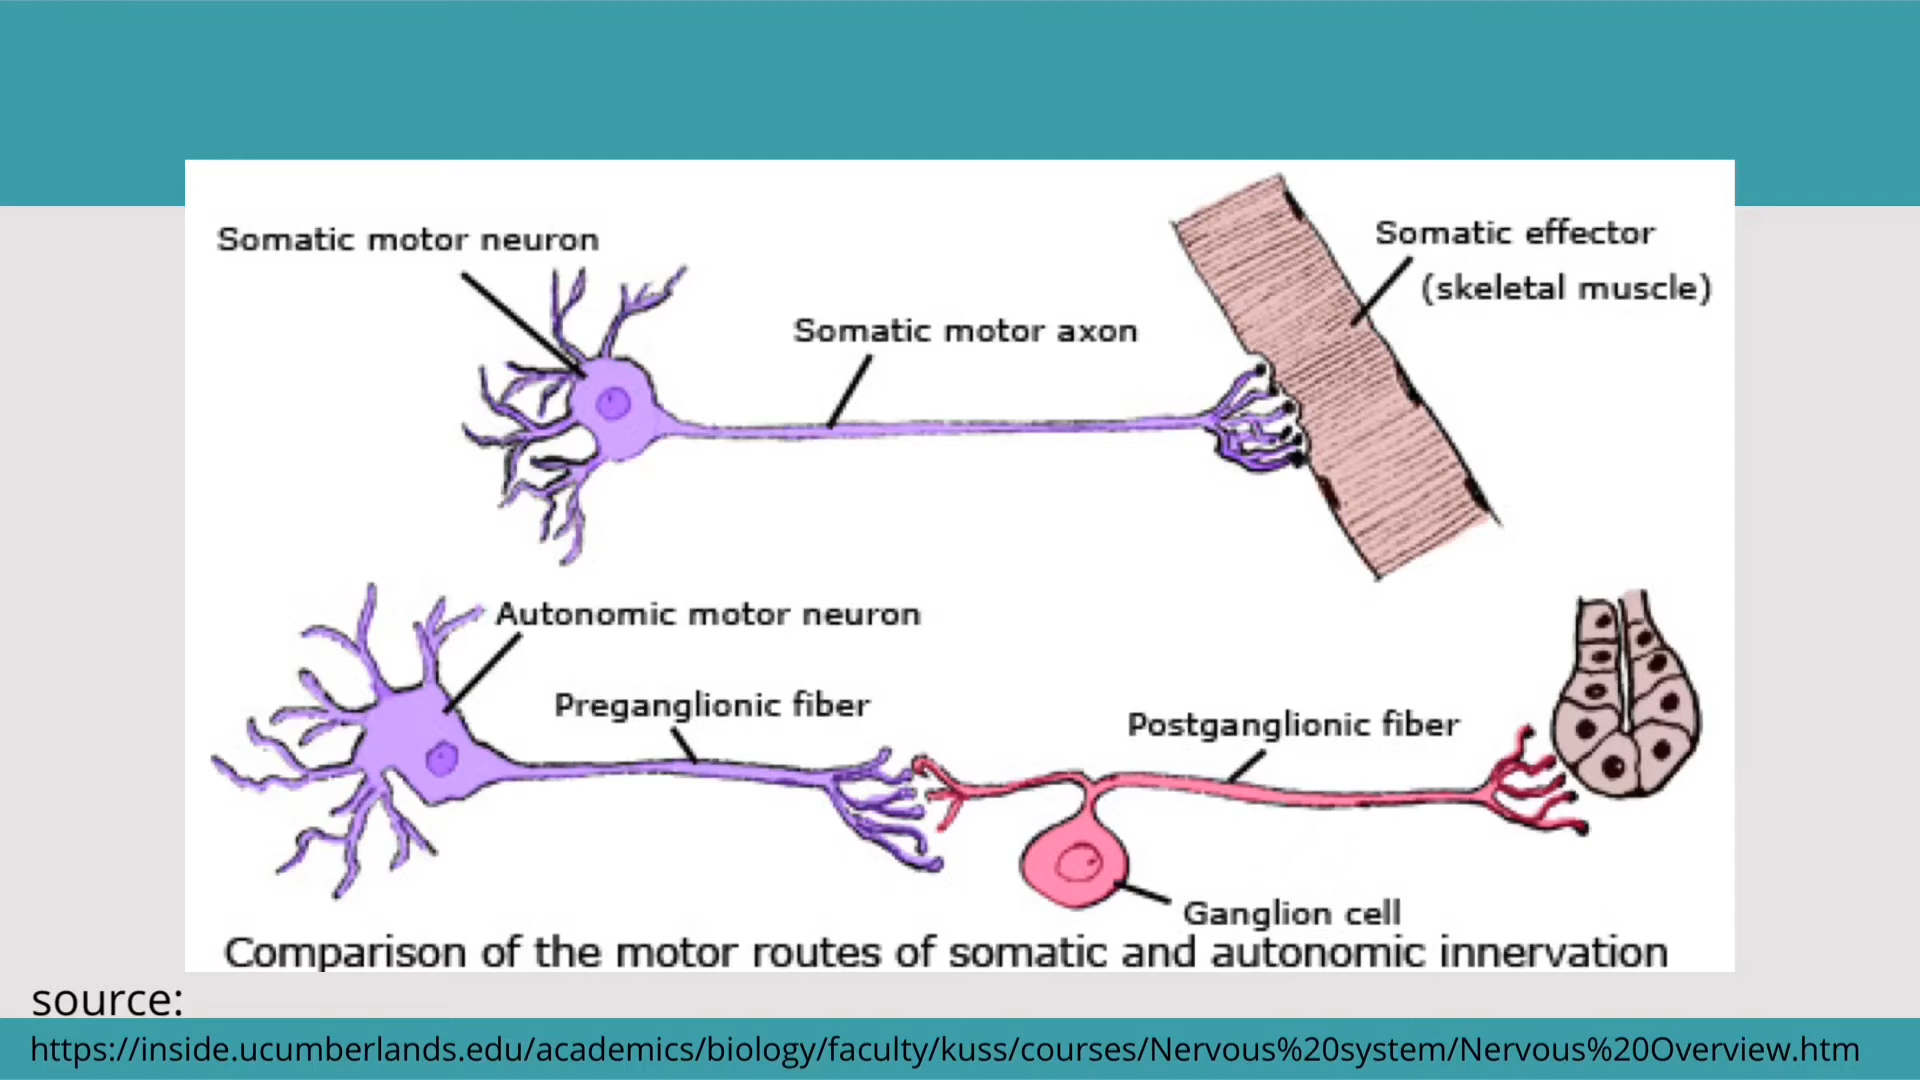 Somatic motor neuron
Somatic effector
(skeletal muscle)
Somatic motor axon
Autonomic motor neuron
Preganglionic fiber
Postganglionic fiber
Ganglion cell
Comparison of the motor routes of somatic and autonomic innervation
source:
https://inside.ucumberlands.edu/academics/biology/faculty/kuss/courses/Nervous%20system/Nervous%20Overview.htm